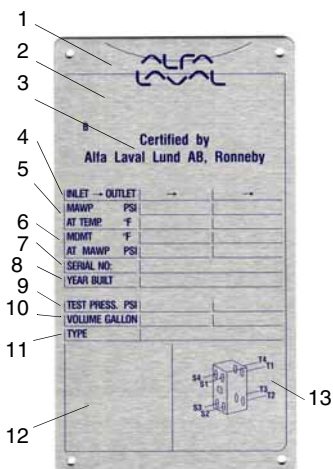 1
2
3
4
5
6
7
8
9
10
11
12
13
ALFA
LAVAL
B
Certified by
Alfa Laval Lund AB, Ronneby
INLET → OUTLET → →
MAWP PSI
AT TEMP. °F
MDMT °F
AT MAWP PSI
SERIAL NO:
YEAR BUILT
TEST PRESS. PSI
VOLUME GALLON
TYPE
S4 T4
S1 T1
S3 T3
S2 T2